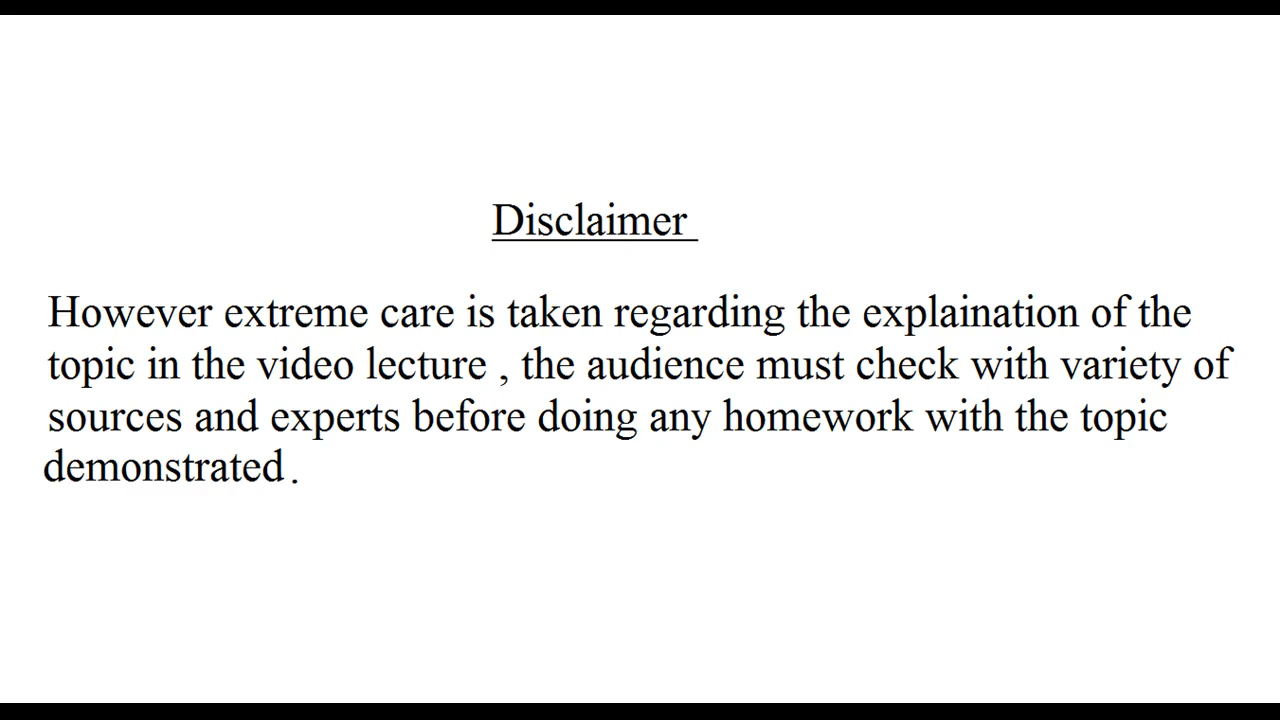 Disclaimer
However extreme care is taken regarding the explaination of the
topic in the video lecture , the audience must check with variety of
sources and experts before doing any homework with the topic
demonstrated .